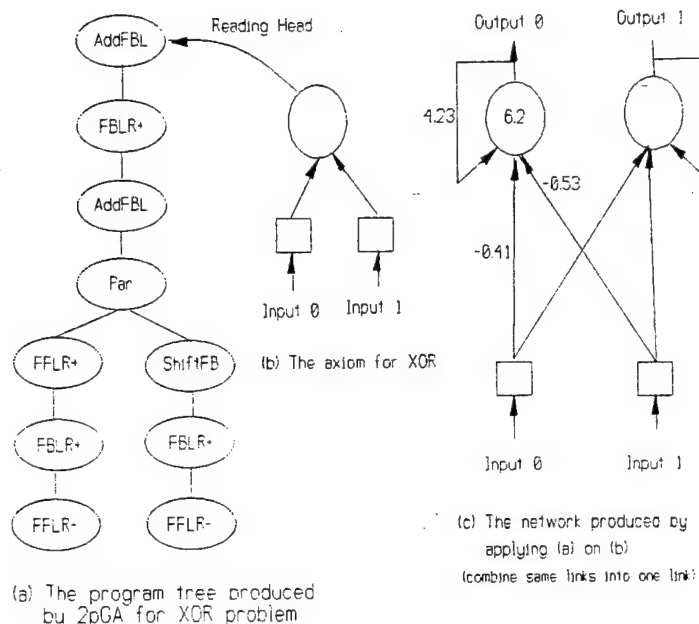 AddFBL
FBLR+
AddFBL
Par
FFLR+
ShiftFB
FBLR+
FBLR+
FFLR-
FFLR-
(a) The program tree produced
by 2pGA for XOR problem
Reading Head
Input 0
Input 1
(b) The axiom for XOR
Output 0
Output 1
4.23
6.2
-0.53
-0.41
Input 0
Input 1
(c) The network produced by
applying (a) on (b)
(combine same links into one link)